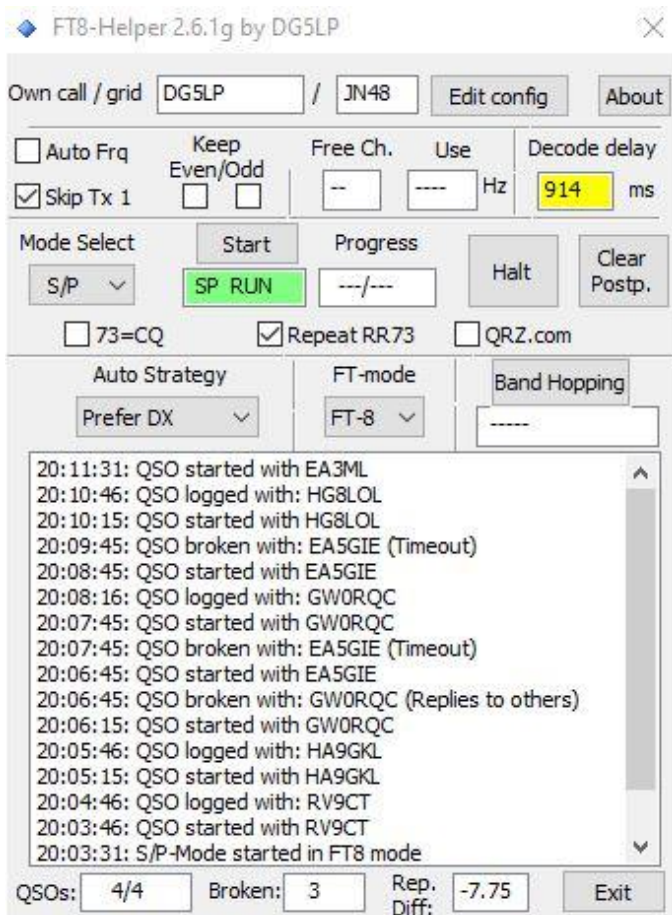 FT8-Helper 2.6.1g by DG5LP
Own call / grid DG5LP / JN48 Edit config About
Auto Frq Keep Even/Odd Free Ch. Use Decode delay
Skip Tx 1 -- ---- Hz 914 ms
Mode Select Start Progress Halt Clear Postp.
S/P SP RUN ---/---
73=CQ Repeat RR73 QRZ.com
Auto Strategy FT-mode Band Hopping
Prefer DX FT-8 -----
20:11:31: QSO started with EA3ML
20:10:46: QSO logged with: HG8LOL
20:10:15: QSO started with HG8LOL
20:09:45: QSO broken with: EA5GIE (Timeout)
20:08:45: QSO started with EA5GIE
20:08:16: QSO logged with: GW0RQC
20:07:45: QSO started with GW0RQC
20:07:45: QSO broken with: EA5GIE (Timeout)
20:06:45: QSO started with EA5GIE
20:06:45: QSO broken with: GW0RQC (Replies to others)
20:06:15: QSO started with GW0RQC
20:05:46: QSO logged with: HA9GKL
20:05:15: QSO started with HA9GKL
20:04:46: QSO logged with: RV9CT
20:03:46: QSO started with RV9CT
20:03:31: S/P-Mode started in FT8 mode
QSOs: 4/4 Broken: 3 Rep. Diff: -7.75 Exit